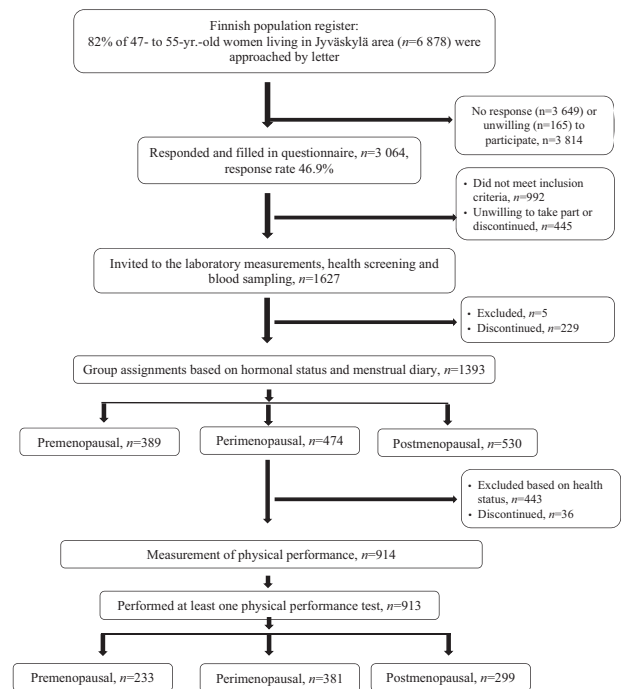 Finnish population register:
82% of 47- to 55-yr.-old women living in Jyväskylä area (n=6 878) were
approached by letter
No response (n=3 649) or
unwilling (n=165) to
participate, n=3 814
Responded and filled in questionnaire, n=3 064,
response rate 46.9%
• Did not meet inclusion
criteria, n=992
• Unwilling to take part or
discontinued, n=445
Invited to the laboratory measurements, health screening and
blood sampling, n=1627
• Excluded, n=5
• Discontinued, n=229
Group assignments based on hormonal status and menstrual diary, n=1393
Premenopausal, n=389
Perimenopausal, n=474
Postmenopausal, n=530
• Excluded based on health
status, n=443
• Discontinued, n=36
Measurement of physical performance, n=914
Performed at least one physical performance test, n=913
Premenopausal, n=233
Perimenopausal, n=381
Postmenopausal, n=299